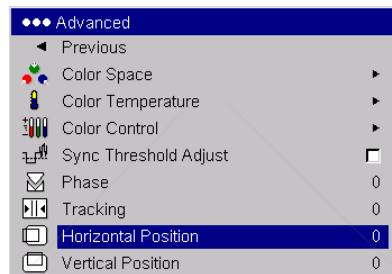 ●●● Advanced
◄ Previous
Color Space ►
Color Temperature ►
Color Control ►
Sync Threshold Adjust
Phase 0
Tracking 0
Horizontal Position 0
Vertical Position 0